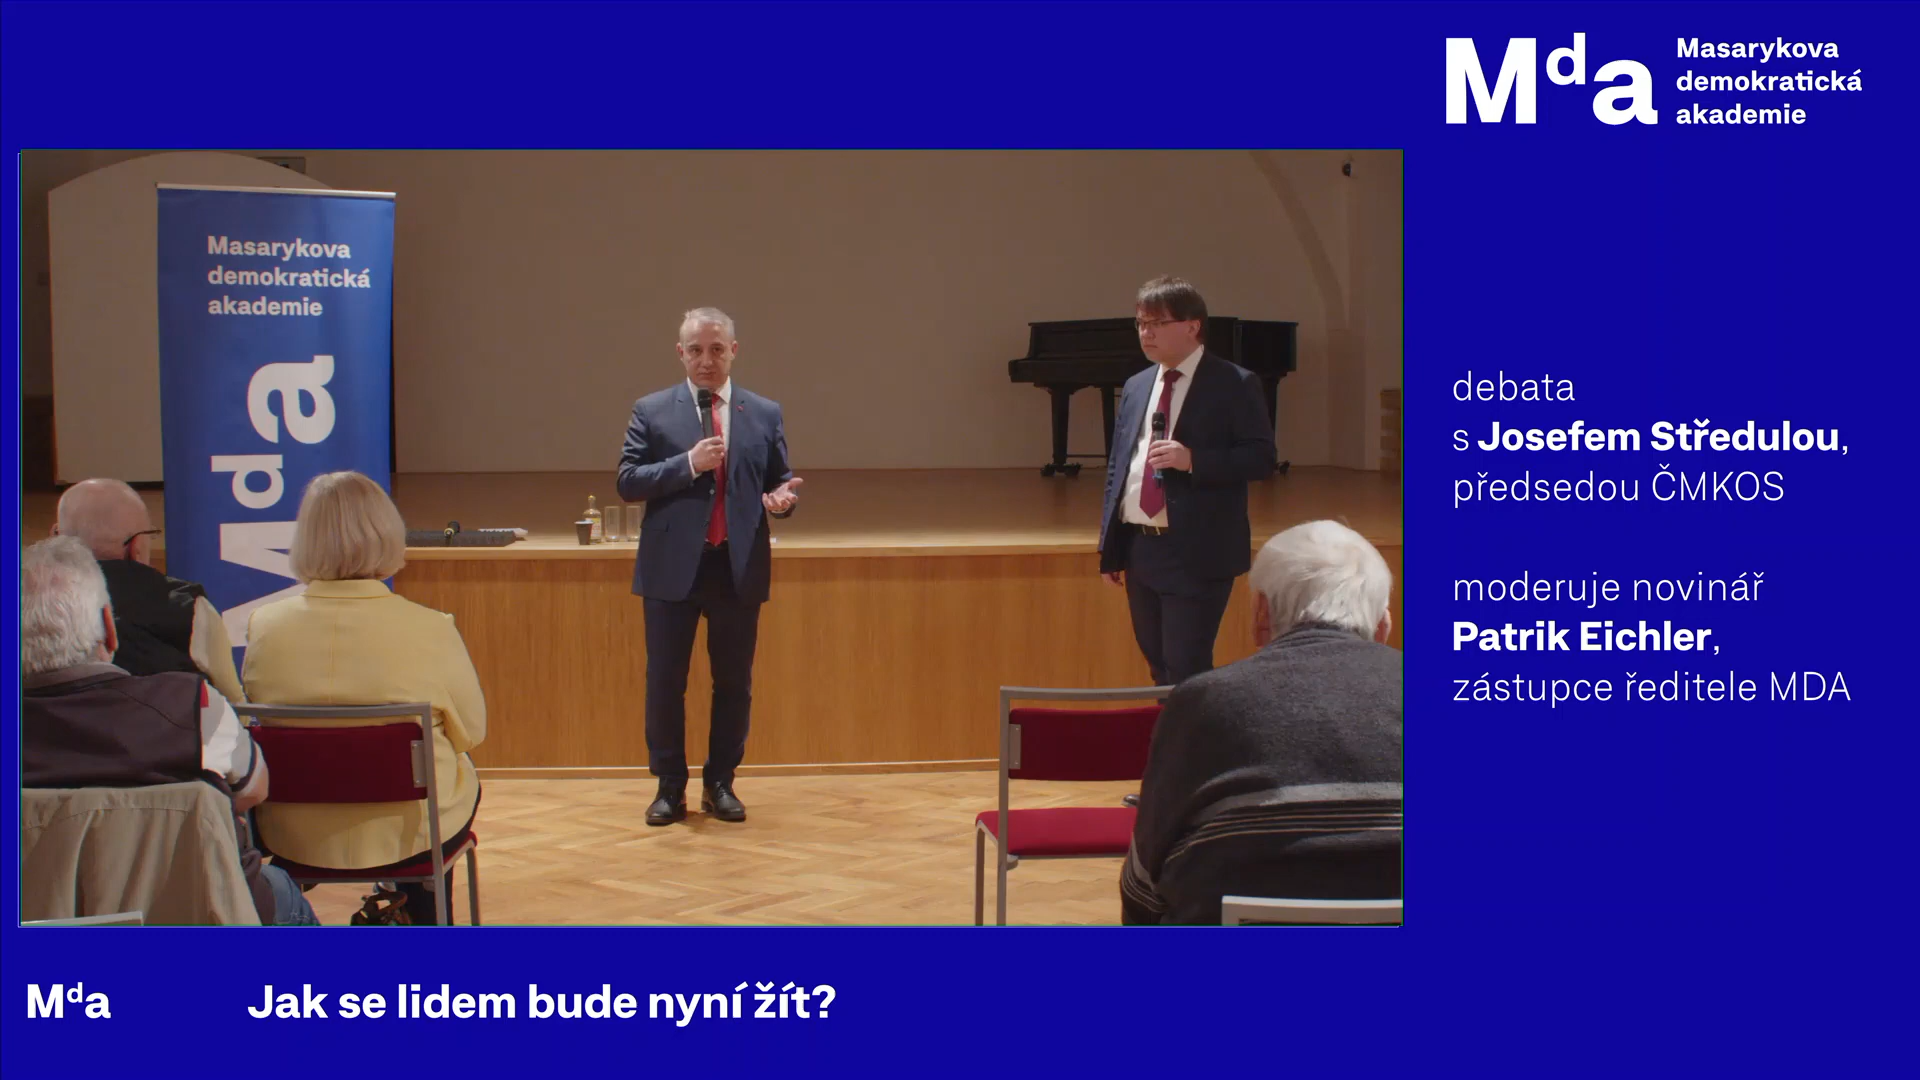 Mda
Masarykova
demokratická
akademie
Masarykova
demokratická
akademie
Mda
debata
s Josefem Středulou,
předsedou ČMKOS
moderuje novinář
Patrik Eichler,
zástupce ředitele MDA
Mda
Jak se lidem bude nyní žít?